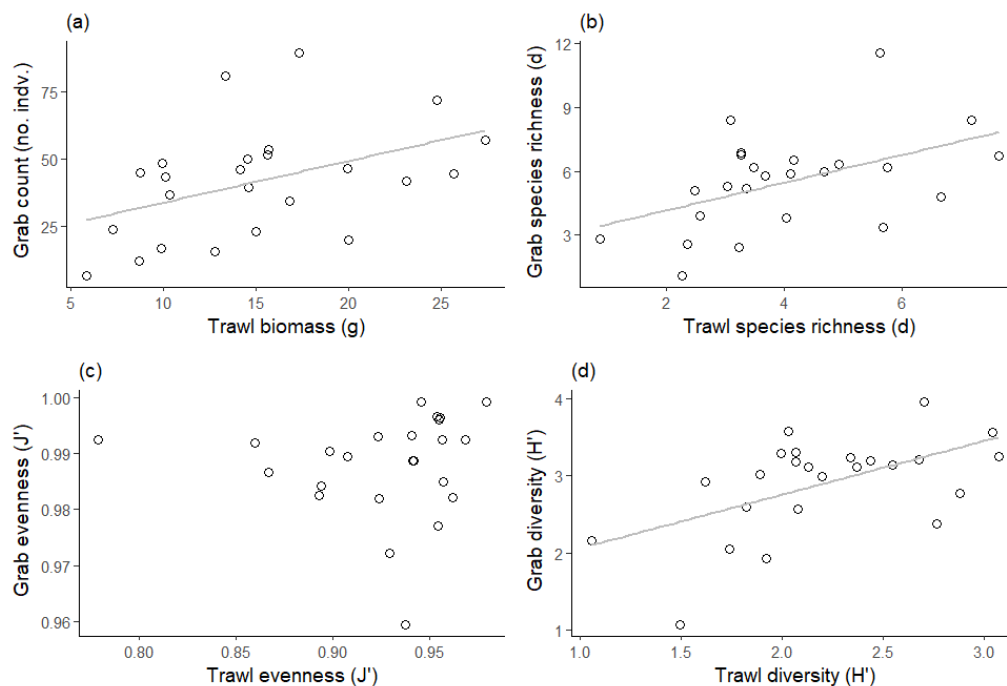 (a)
Grab count (no. indv.)
75
50
25
5
10
15
20
25
Trawl biomass (g)
(b)
Grab species richness (d)
12
9
6
3
2
4
6
Trawl species richness (d)
(c)
Grab evenness (J')
1.00
0.99
0.98
0.97
0.96
0.80
0.85
0.90
0.95
Trawl evenness (J')
(d)
Grab diversity (H')
4
3
2
1
1.0
1.5
2.0
2.5
3.0
Trawl diversity (H')